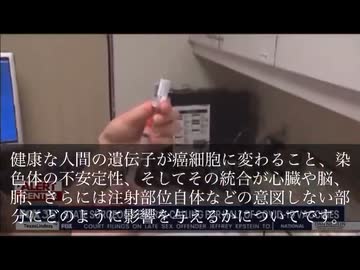 健康な人間の遺伝子が癌細胞に変わること、染
色体の不安定性、そしてその統合が心臓や脳、
肺、さらには注射部位自体などの意図しない部
分にどのように影響を与えるかについてです。
COVID-19 VACCINES
COURT FILINGS ON LATE SEX OFFENDER JEFFREY EPSTEIN